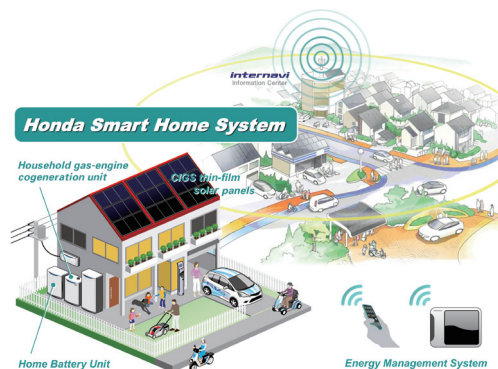 internavi
Information Center
Honda Smart Home System
Household gas-engine
cogeneration unit
CIGS thin-film
solar panels
Home Battery Unit
Energy Management System